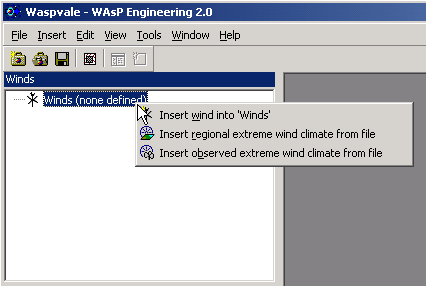 Waspvale - WAsP Engineering 2.0
File Insert Edit View Tools Window Help
Winds
Winds (none defined)
Insert wind into 'Winds'
Insert regional extreme wind climate from file
Insert observed extreme wind climate from file